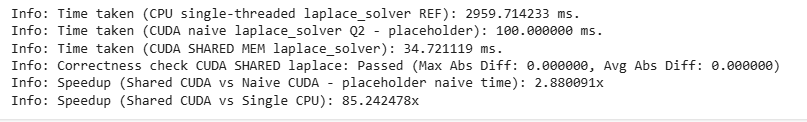 Info: Time taken (CPU single-threaded laplace_solver REF): 2959.714233 ms.
Info: Time taken (CUDA naive laplace_solver Q2 - placeholder): 100.000000 ms.
Info: Time taken (CUDA SHARED MEM laplace_solver): 34.721119 ms.
Info: Correctness check CUDA SHARED laplace: Passed (Max Abs Diff: 0.000000, Avg Abs Diff: 0.000000)
Info: Speedup (Shared CUDA vs Naive CUDA - placeholder naive time): 2.880091x
Info: Speedup (Shared CUDA vs Single CPU): 85.242478x